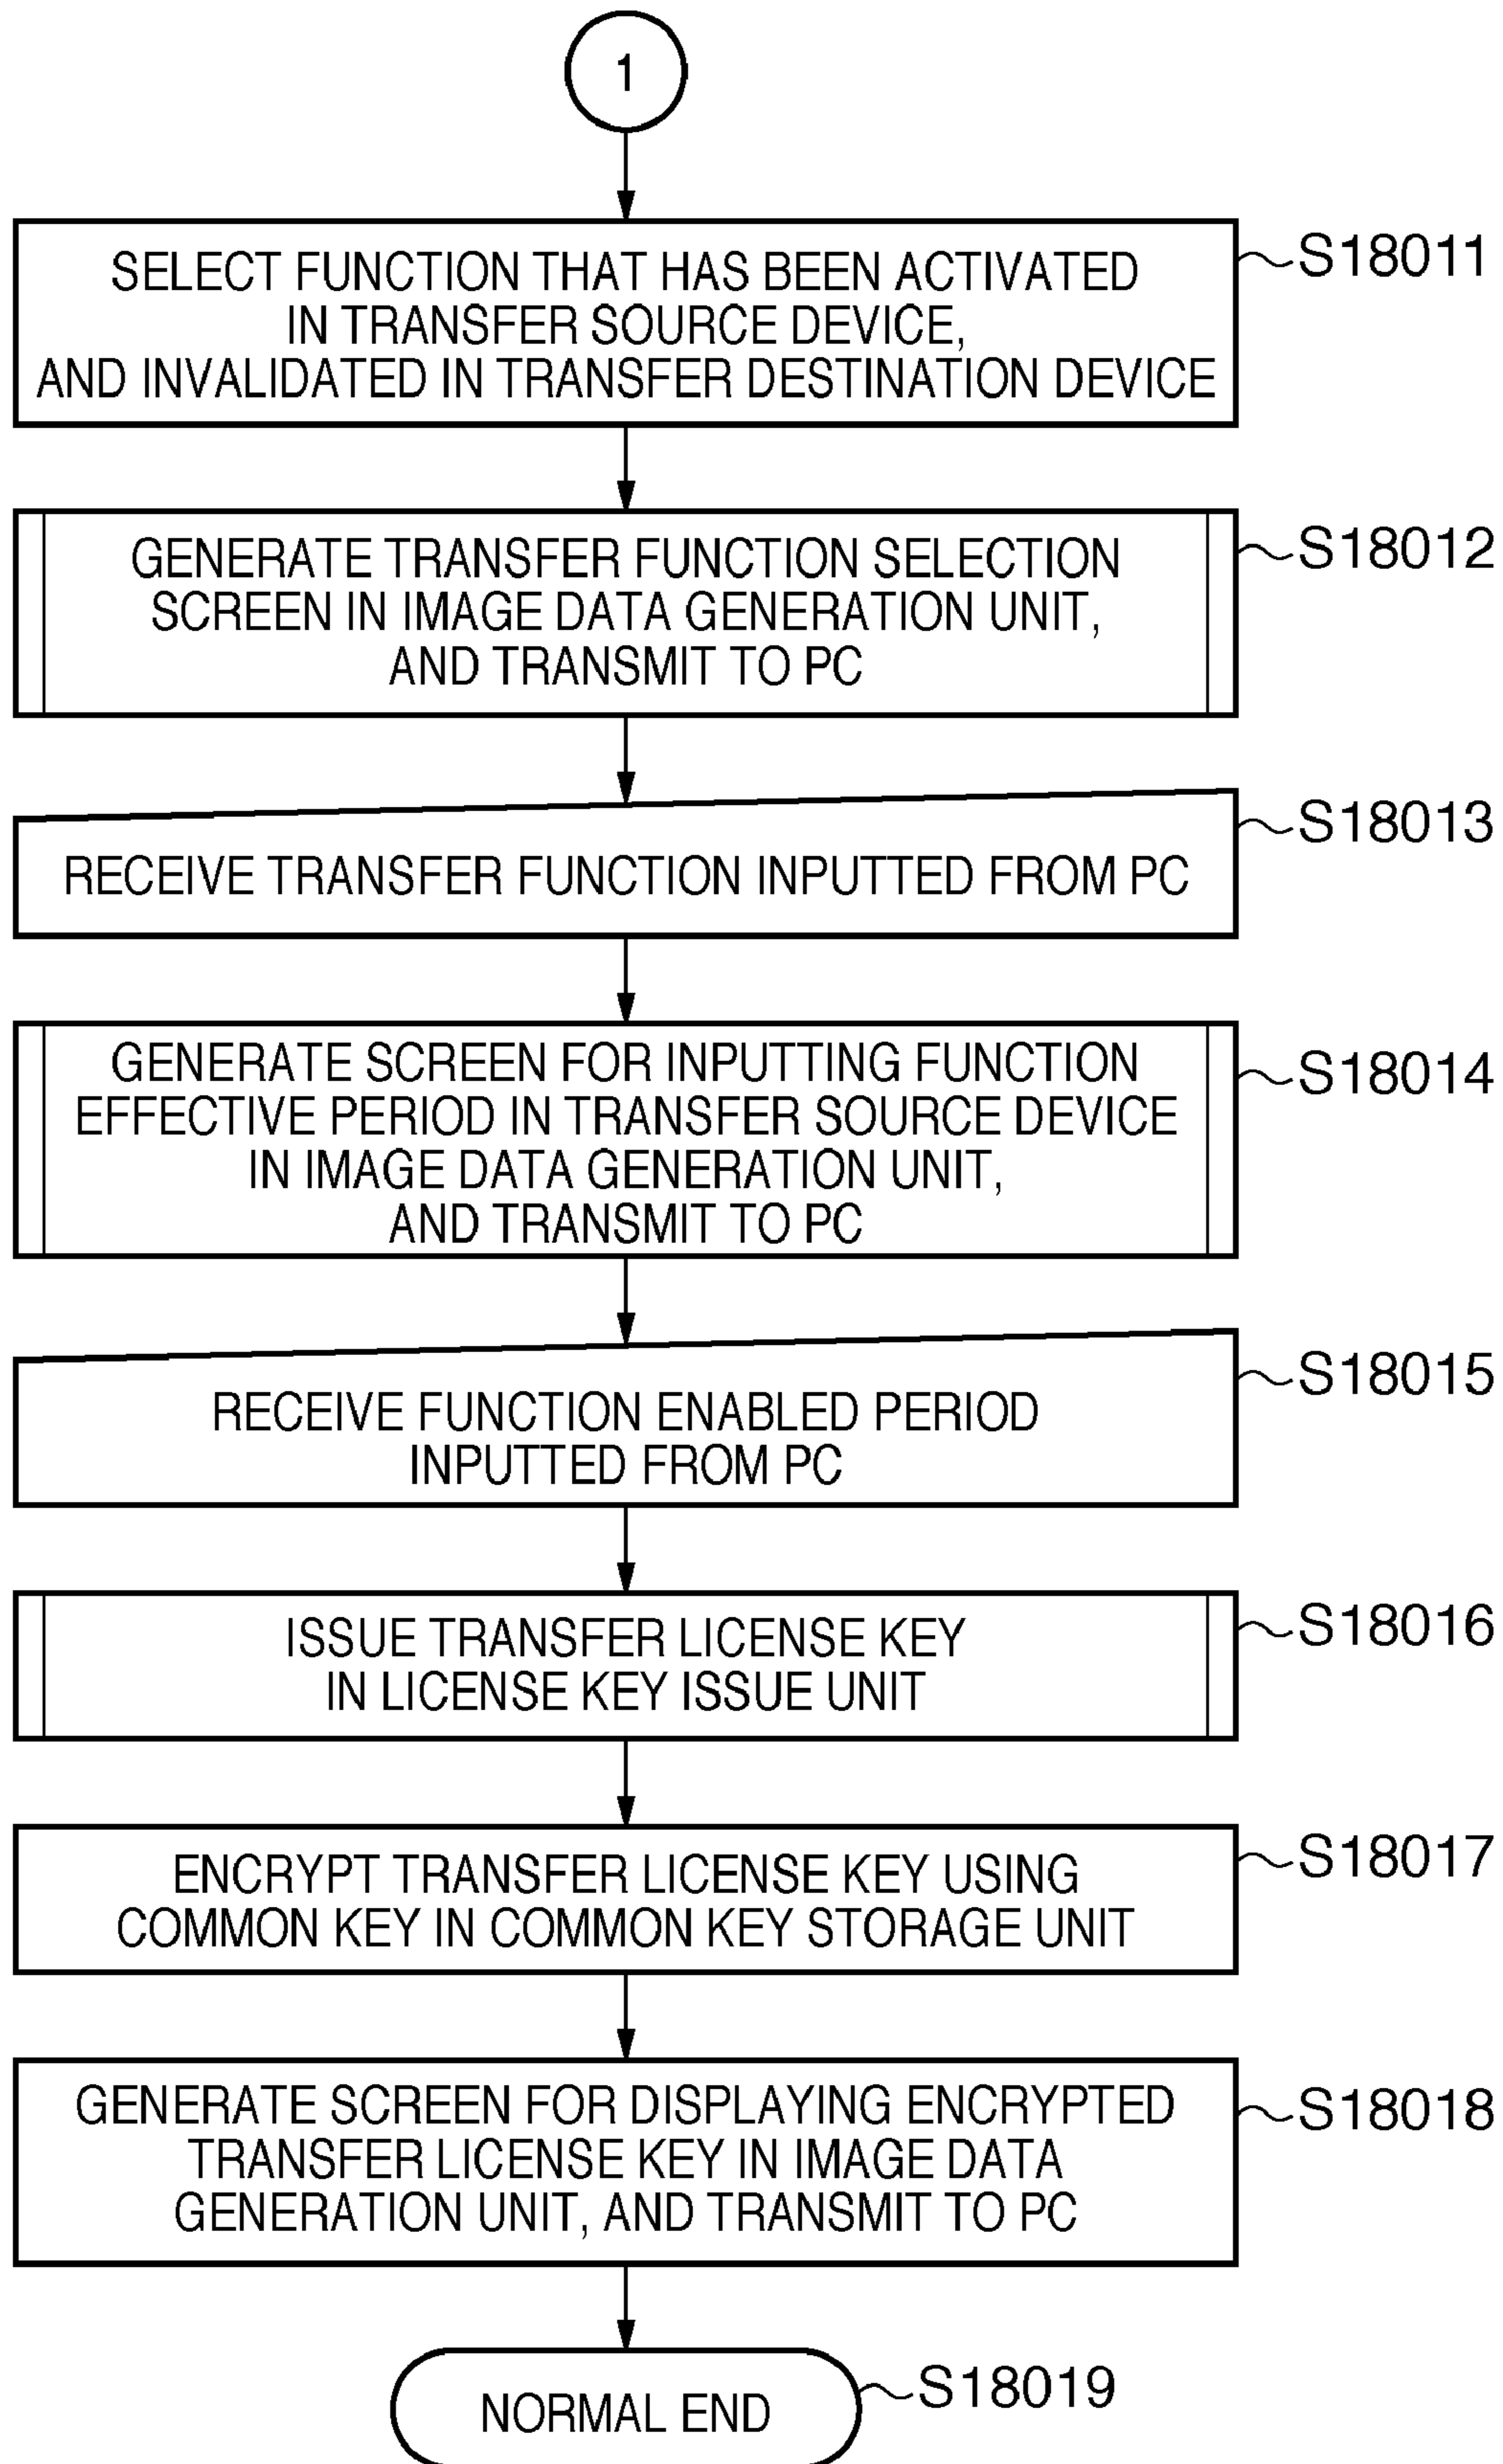 1
SELECT FUNCTION THAT HAS BEEN ACTIVATED
IN TRANSFER SOURCE DEVICE,
AND INVALIDATED IN TRANSFER DESTINATION DEVICE
S18011
GENERATE TRANSFER FUNCTION SELECTION
SCREEN IN IMAGE DATA GENERATION UNIT,
AND TRANSMIT TO PC
S18012
RECEIVE TRANSFER FUNCTION INPUTTED FROM PC
S18013
GENERATE SCREEN FOR INPUTTING FUNCTION
EFFECTIVE PERIOD IN TRANSFER SOURCE DEVICE
IN IMAGE DATA GENERATION UNIT,
AND TRANSMIT TO PC
S18014
RECEIVE FUNCTION ENABLED PERIOD
INPUTTED FROM PC
S18015
ISSUE TRANSFER LICENSE KEY
IN LICENSE KEY ISSUE UNIT
S18016
ENCRYPT TRANSFER LICENSE KEY USING
COMMON KEY IN COMMON KEY STORAGE UNIT
S18017
GENERATE SCREEN FOR DISPLAYING ENCRYPTED
TRANSFER LICENSE KEY IN IMAGE DATA
GENERATION UNIT, AND TRANSMIT TO PC
S18018
NORMAL END
S18019